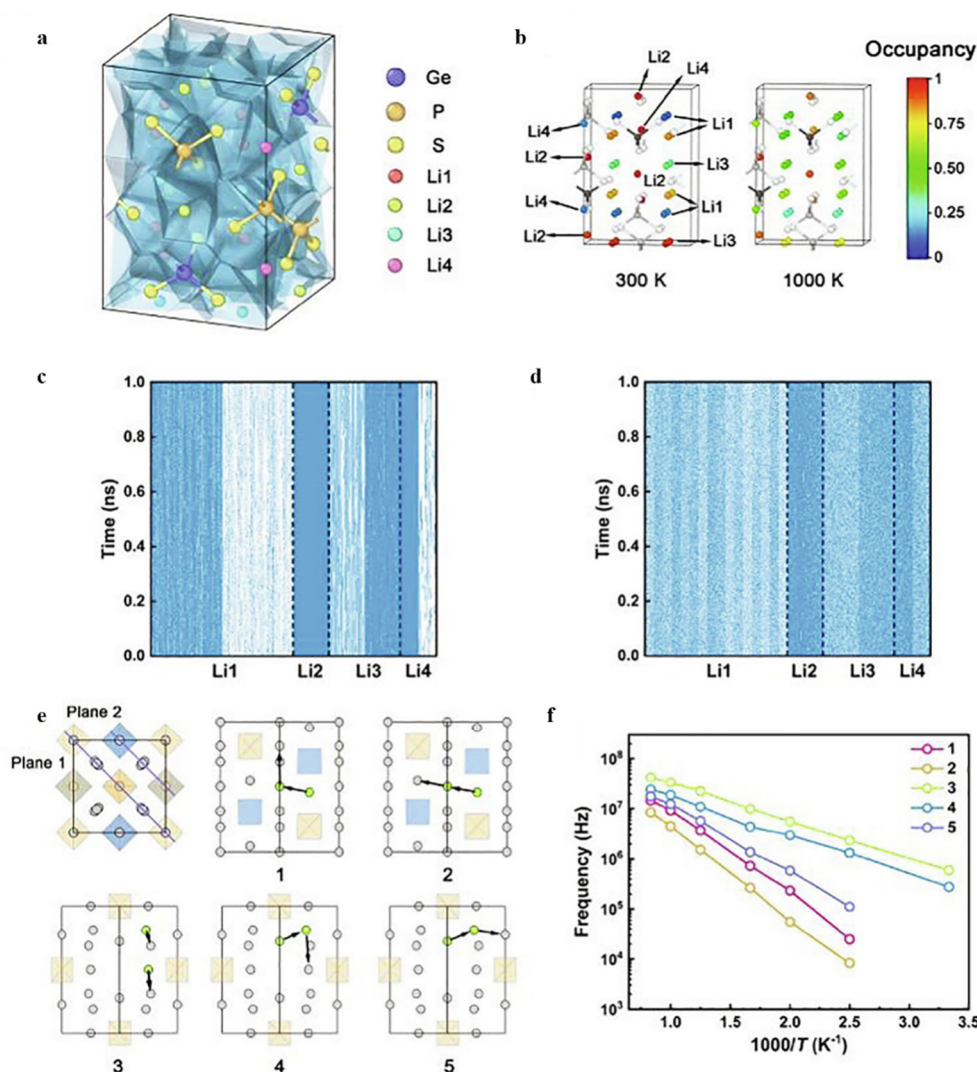 a
Ge
P
S
Li1
Li2
Li3
Li4
b
Occupancy
Li2
Li4
Li4
Li1
Li2
Li3
Li2
Li4
Li1
Li2
Li3
300 K
1000 K
1
0.75
0.50
0.25
0
c
Time (ns)
1.0
0.8
0.6
0.4
0.2
0.0
Li1
Li2
Li3
Li4
d
Time (ns)
1.0
0.8
0.6
0.4
0.2
0.0
Li1
Li2
Li3
Li4
e
Plane 2
Plane 1
1
2
3
4
5
f
Frequency (Hz)
10⁸
10⁷
10⁶
10⁵
10⁴
10³
1
2
3
4
5
1.0
1.5
2.0
2.5
3.0
3.5
1000/T (K⁻¹)